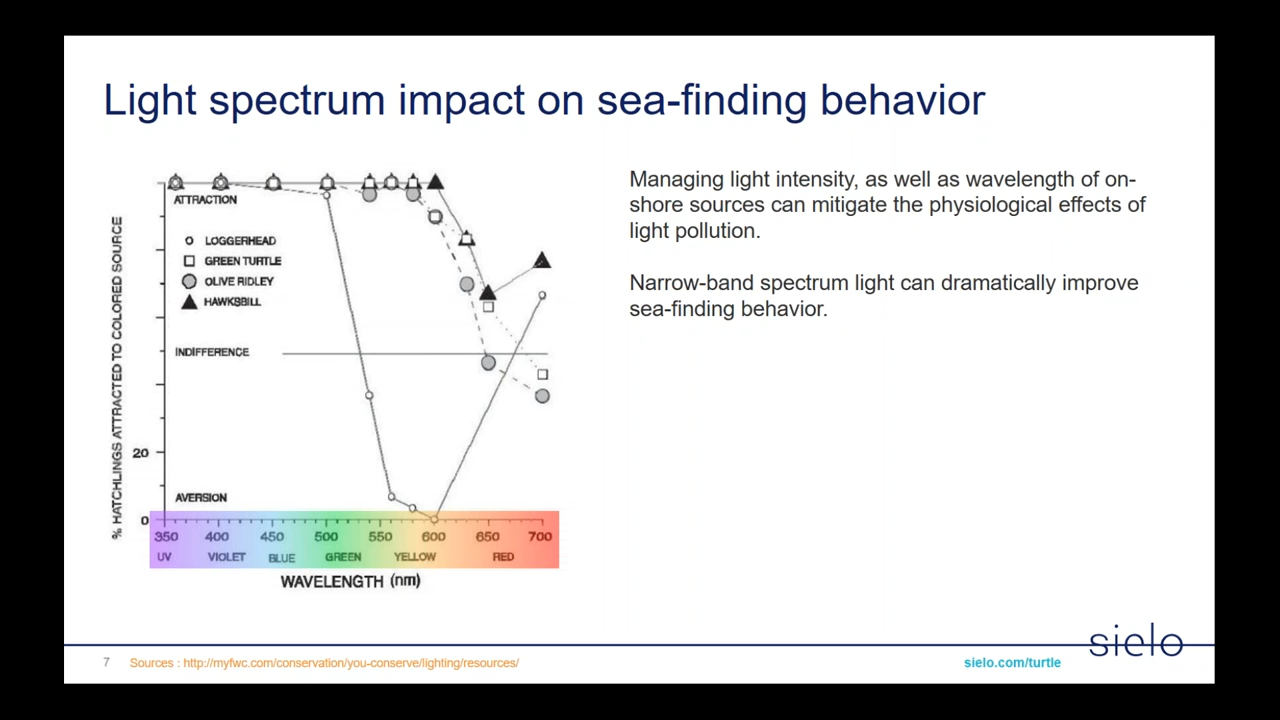 Light spectrum impact on sea-finding behavior
% HATCHLINGS ATTRACTED TO COLORED SOURCE
ATTRACTION
LOGGERHEAD
GREEN TURTLE
OLIVE RIDLEY
HAWKSBILL
INDIFFERENCE
20
AVERSION
0
350 400 450 500 550 600 650 700
UV VIOLET BLUE GREEN YELLOW RED
WAVELENGTH (nm)
Managing light intensity, as well as wavelength of on-
shore sources can mitigate the physiological effects of
light pollution.
Narrow-band spectrum light can dramatically improve
sea-finding behavior.
sielo
7 Sources : http://myfwc.com/conservation/you-conserve/lighting/resources/
sielo.com/turtle